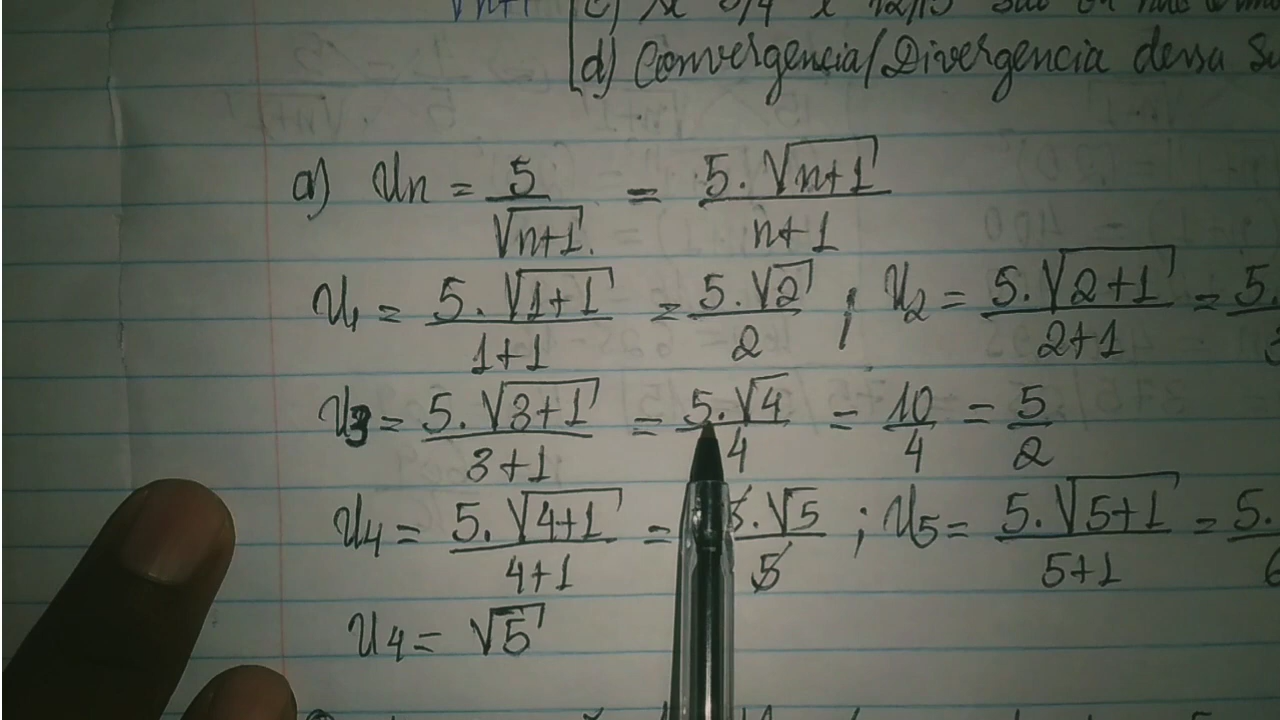 d) Convergencia/Divergencia dessa
a) Un = 5/√(n+1) = 5.√(n+1)/(n+1)
U1 = 5.√(1+1)/(1+1) = 5.√2/2 ; U2 = 5.√(2+1)/(2+1) = 5.
U3 = 5.√(3+1)/(3+1) = 5.√4/4 = 10/4 = 5/2
U4 = 5.√(4+1)/(4+1) = 5.√5/5 ; U5 = 5.√(5+1)/(5+1) = 5.
U4 = √5